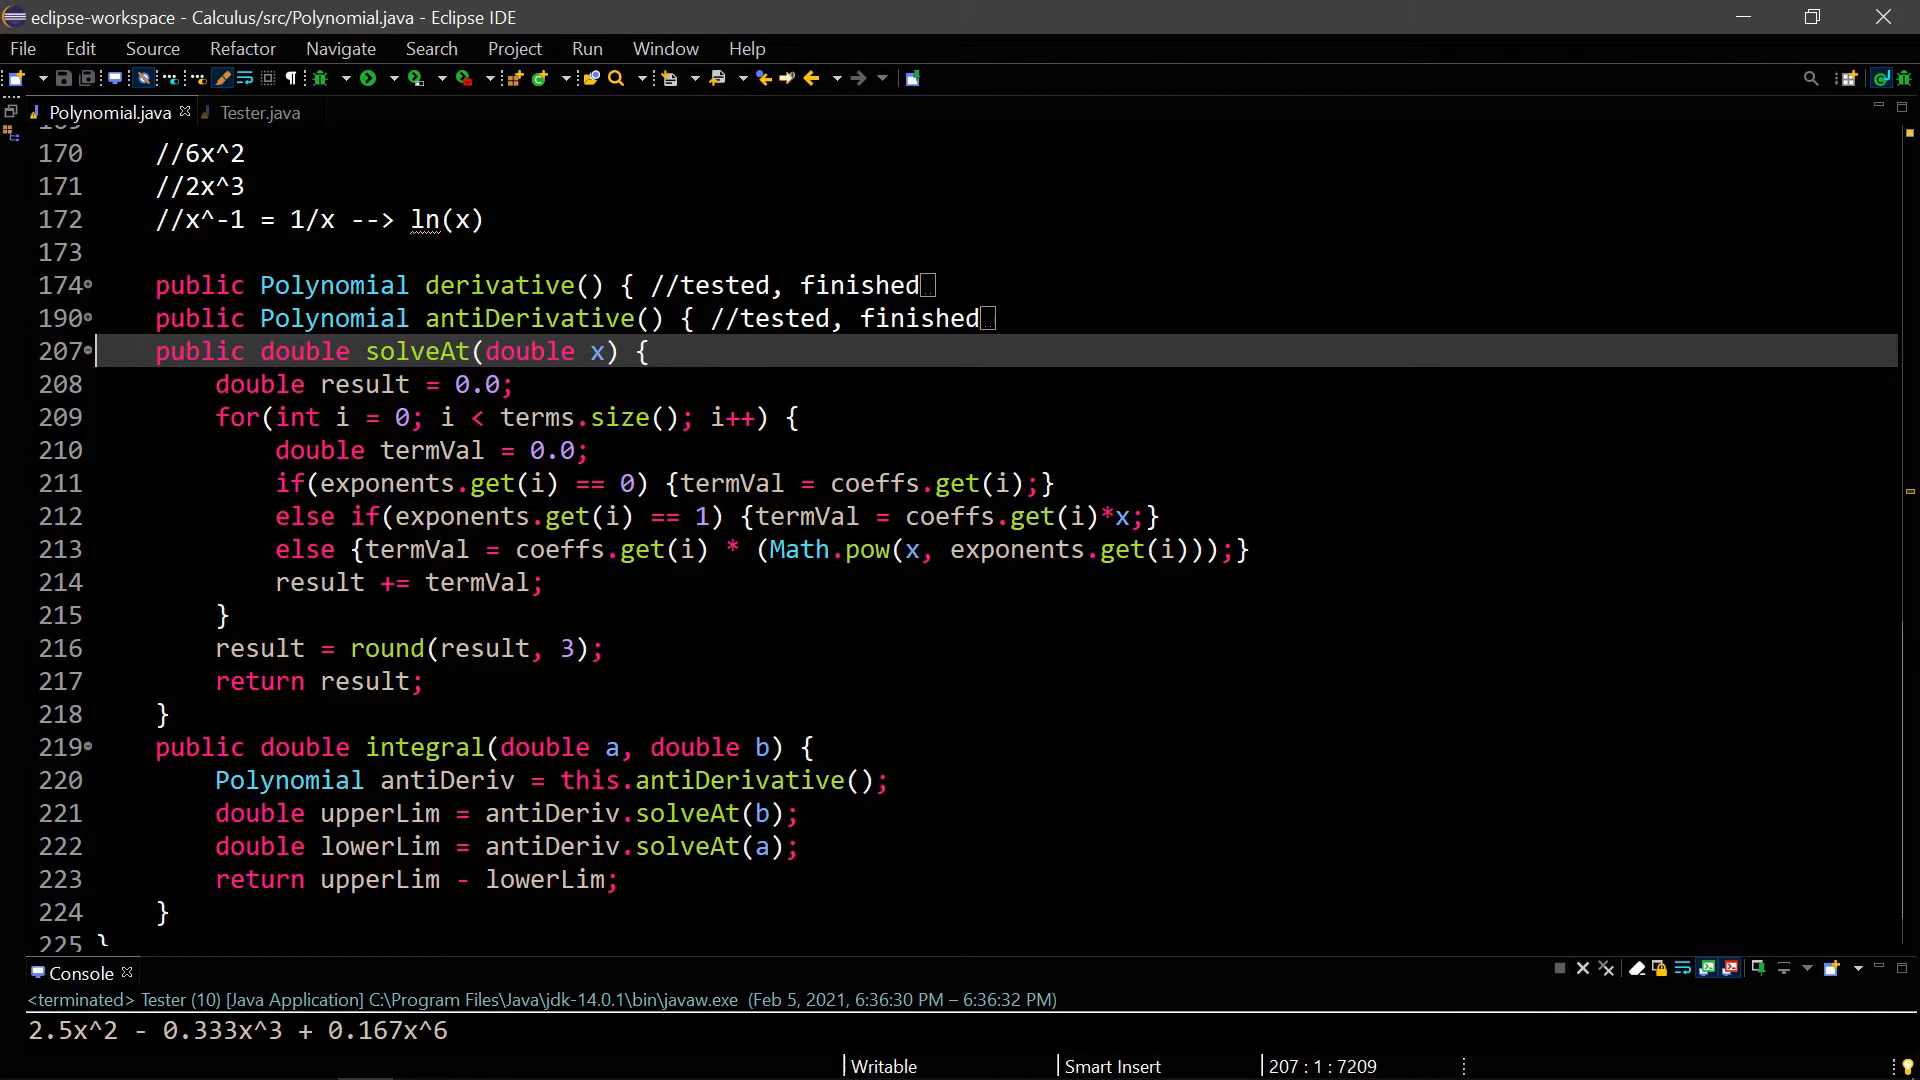 eclipse-workspace - Calculus/src/Polynomial.java - Eclipse IDE
File Edit Source Refactor Navigate Search Project Run Window Help
Polynomial.java Tester.java
170 //6x^2
171 //2x^3
172 //x^-1 = 1/x --> ln(x)
173
174 public Polynomial derivative() { //tested, finished
190 public Polynomial antiDerivative() { //tested, finished
207 public double solveAt(double x) {
208 double result = 0.0;
209 for(int i = 0; i < terms.size(); i++) {
210 double termVal = 0.0;
211 if(exponents.get(i) == 0) {termVal = coeffs.get(i);}
212 else if(exponents.get(i) == 1) {termVal = coeffs.get(i)*x;}
213 else {termVal = coeffs.get(i) * (Math.pow(x, exponents.get(i)));}
214 result += termVal;
215 }
216 result = round(result, 3);
217 return result;
218 }
219 public double integral(double a, double b) {
220 Polynomial antiDeriv = this.antiDerivative();
221 double upperLim = antiDeriv.solveAt(b);
222 double lowerLim = antiDeriv.solveAt(a);
223 return upperLim - lowerLim;
224 }
225 }
Console
<terminated> Tester (10) [Java Application] C:\Program Files\Java\jdk-14.0.1\bin\javaw.exe (Feb 5, 2021, 6:36:30 PM – 6:36:32 PM)
2.5x^2 - 0.333x^3 + 0.167x^6
Writable Smart Insert 207 : 1 : 7209